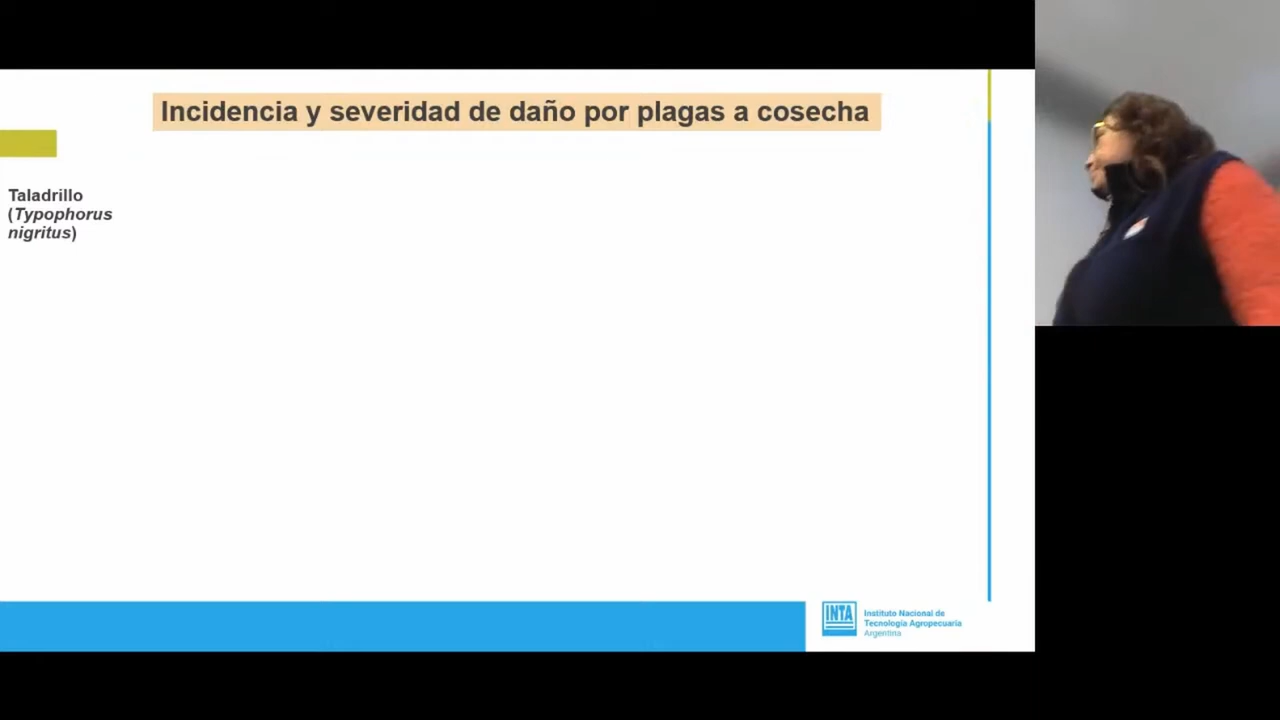 Incidencia y severidad de daño por plagas a cosecha
Taladrillo
(Typophorus
nigritus)
INTA
Instituto Nacional de
Tecnología Agropecuaria
Argentina